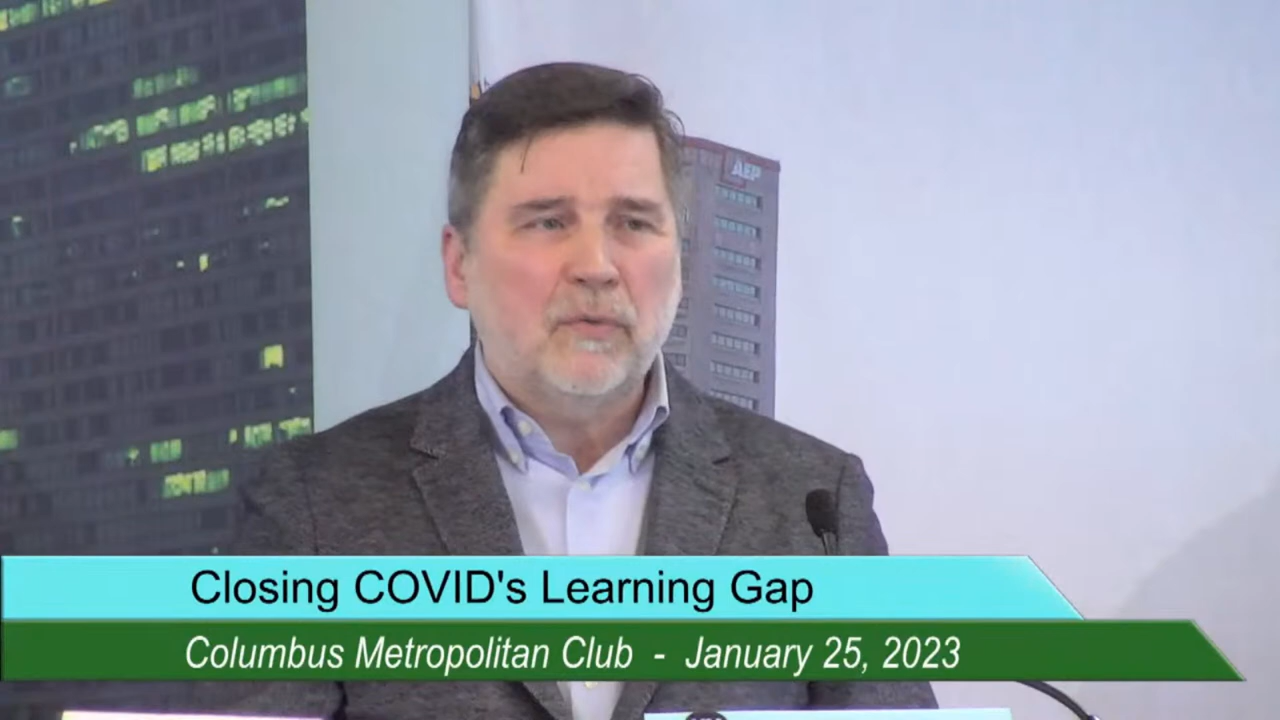 AEP
Closing COVID's Learning Gap
Columbus Metropolitan Club - January 25, 2023